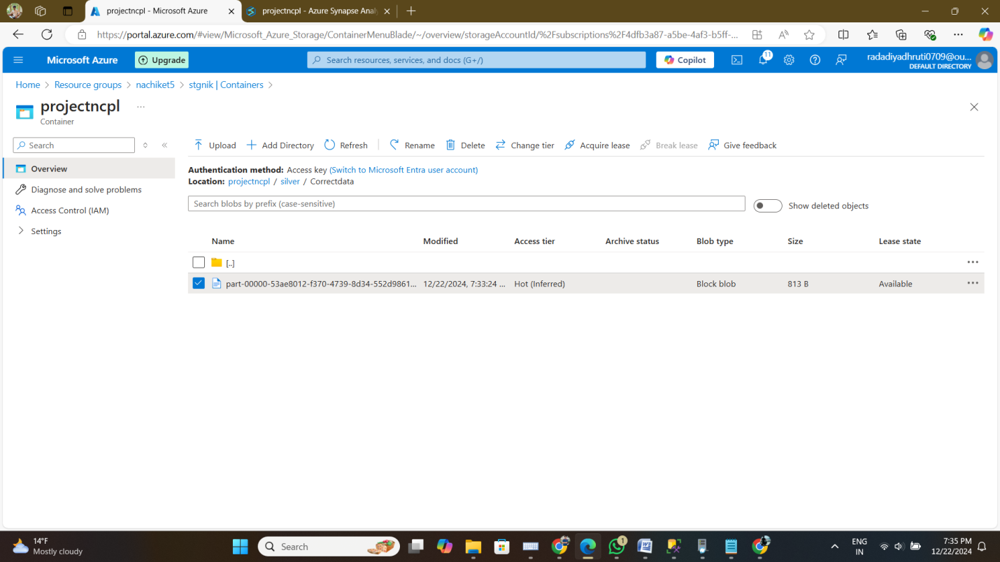 projectncpl - Microsoft Azure
projectncpl - Azure Synapse Anal
https://portal.azure.com/#view/Microsoft_Azure_Storage/ContainerMenuBlade/~/overview/storageAccountId/%2Fsubscriptions%2F4dfb3a87-a5be-4af3-b5ff-...
Microsoft Azure
Upgrade
Search resources, services, and docs (G+/)
Copilot
11
radadiyadhruti0709@ou...
DEFAULT DIRECTORY
Home > Resource groups > nachiket5 > stgnik | Containers >
projectncpl ...
Container
Search
Upload
Add Directory
Refresh
Rename
Delete
Change tier
Acquire lease
Break lease
Give feedback
Overview
Diagnose and solve problems
Access Control (IAM)
Settings
Authentication method: Access key (Switch to Microsoft Entra user account)
Location: projectncpl / silver / Correctdata
Search blobs by prefix (case-sensitive)
Show deleted objects
Name Modified Access tier Archive status Blob type Size Lease state
[..]
part-00000-53ae8012-f370-4739-8d34-552d9861... 12/22/2024, 7:33:24 ... Hot (Inferred) Block blob 813 B Available
14°F
Mostly cloudy
Search
1
ENG
IN
7:35 PM
12/22/2024